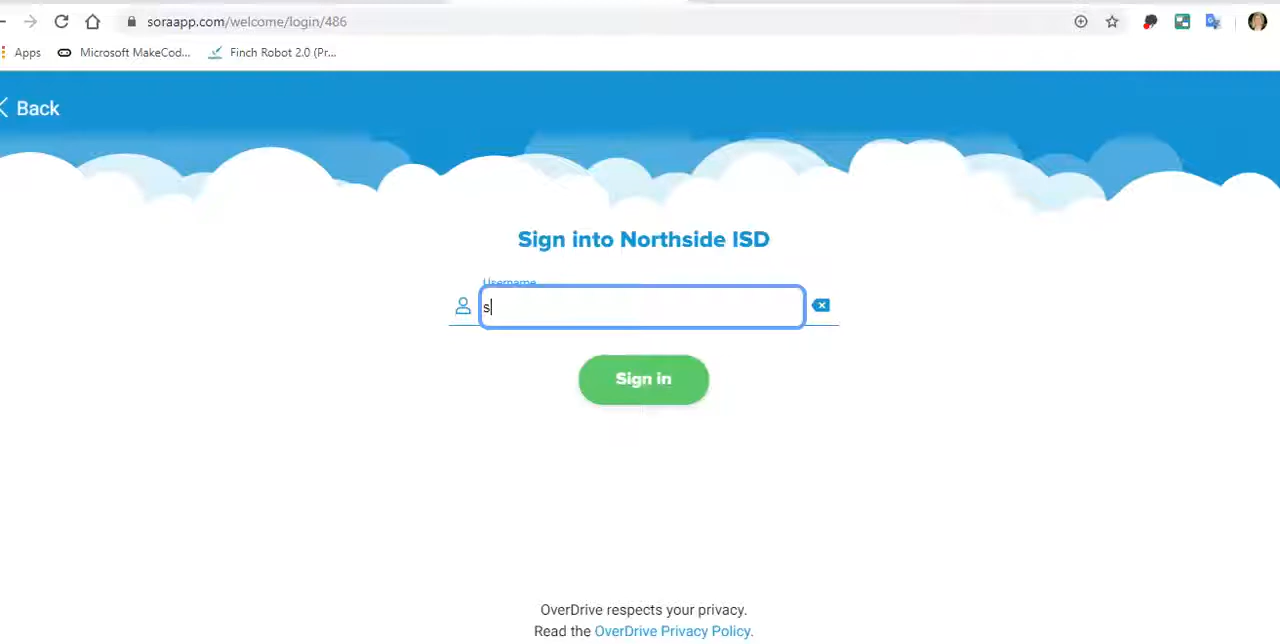 soraapp.com/welcome/login/486
Apps Microsoft MakeCod... Finch Robot 2.0 (Pr...
Back
Sign into Northside ISD
Username
s
Sign in
OverDrive respects your privacy.
Read the OverDrive Privacy Policy.